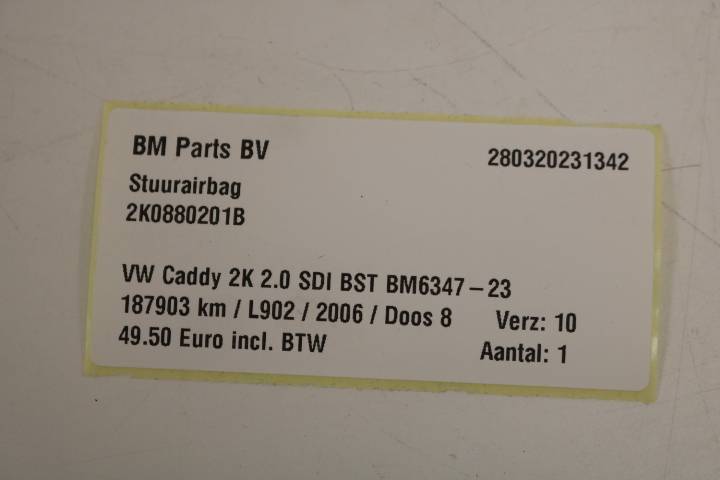 BM Parts BV 280320231342
Stuurairbag
2K0880201B
VW Caddy 2K 2.0 SDI BST BM6347-23
187903 km / L902 / 2006 / Doos 8 Verz: 10
49.50 Euro incl. BTW Aantal: 1